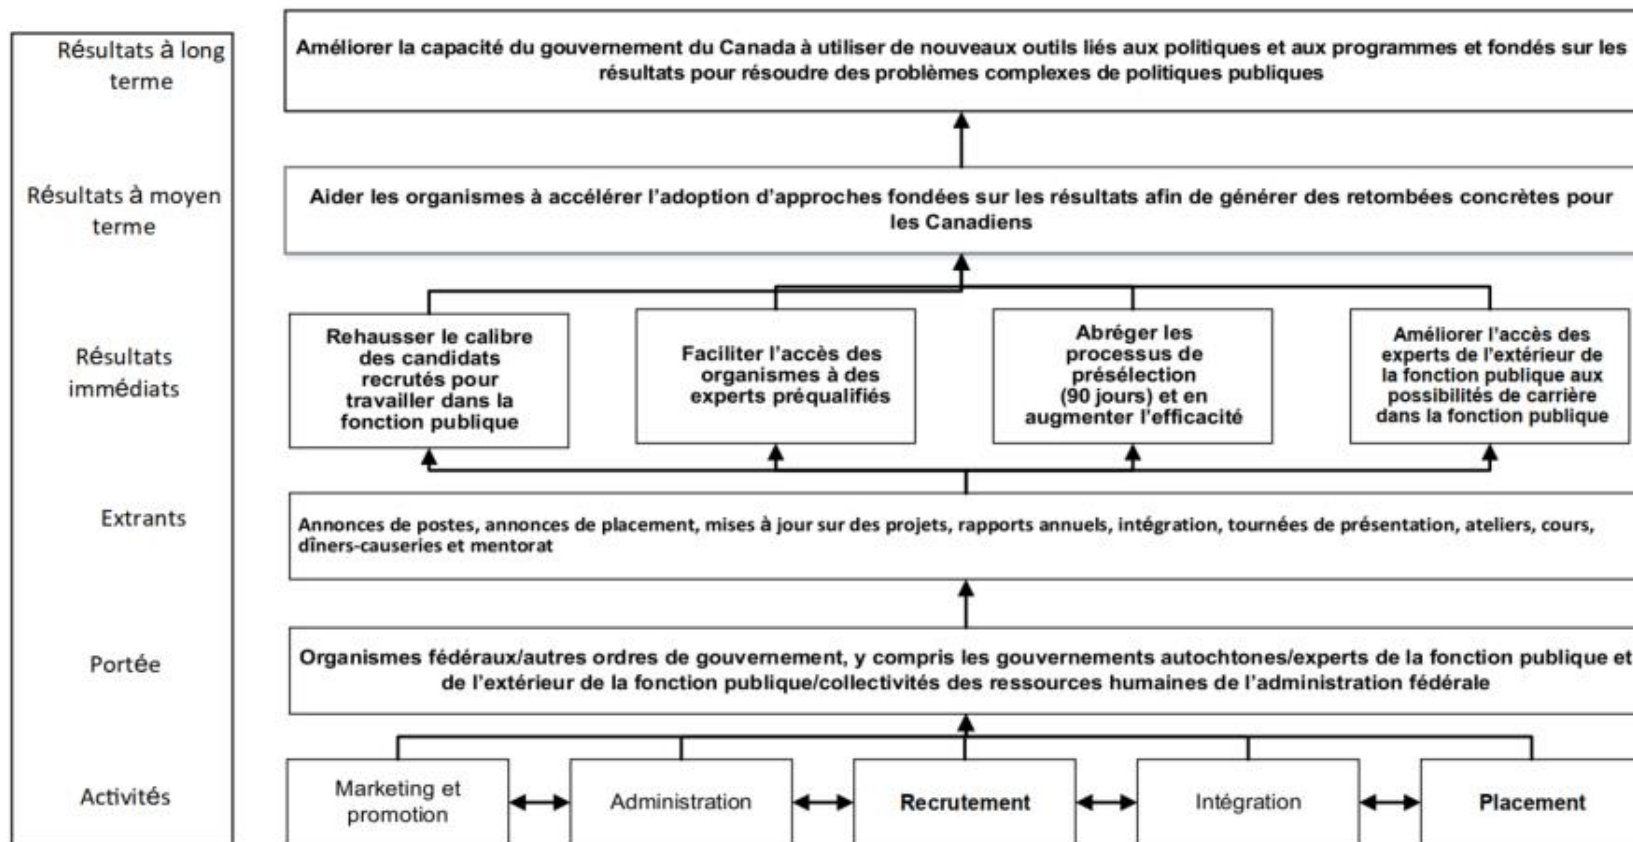 Résultats à long
terme
Améliorer la capacité du gouvernement du Canada à utiliser de nouveaux outils liés aux politiques et aux programmes et fondés sur les
résultats pour résoudre des problèmes complexes de politiques publiques
Résultats à moyen
terme
Aider les organismes à accélérer l’adoption d’approches fondées sur les résultats afin de générer des retombées concrètes pour
les Canadiens
Résultats
immédiats
Rehausser le calibre
des candidats
recrutés pour
travailler dans la
fonction publique
Faciliter l’accès des
organismes à des
experts préqualifiés
Abréger les
processus de
présélection
(90 jours) et en
augmenter l’efficacité
Améliorer l’accès des
experts de l’extérieur de
la fonction publique aux
possibilités de carrière
dans la fonction publique
Extrants
Annonces de postes, annonces de placement, mises à jour sur des projets, rapports annuels, intégration, tournées de présentation, ateliers, cours,
dîners-causeries et mentorat
Portée
Organismes fédéraux/autres ordres de gouvernement, y compris les gouvernements autochtones/experts de la fonction publique et
de l’extérieur de la fonction publique/collectivités des ressources humaines de l’administration fédérale
Activités
Marketing et
promotion
Administration
Recrutement
Intégration
Placement